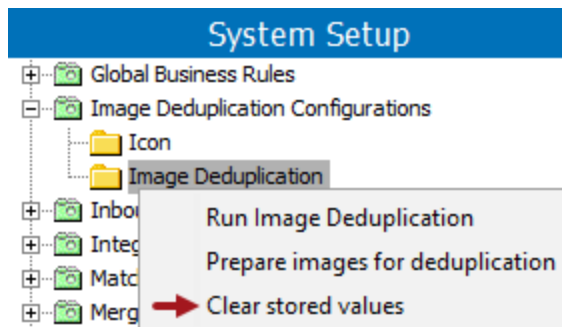 System Setup
Global Business Rules
Image Deduplication Configurations
Icon
Image Deduplication
Run Image Deduplication
Prepare images for deduplication
Clear stored values